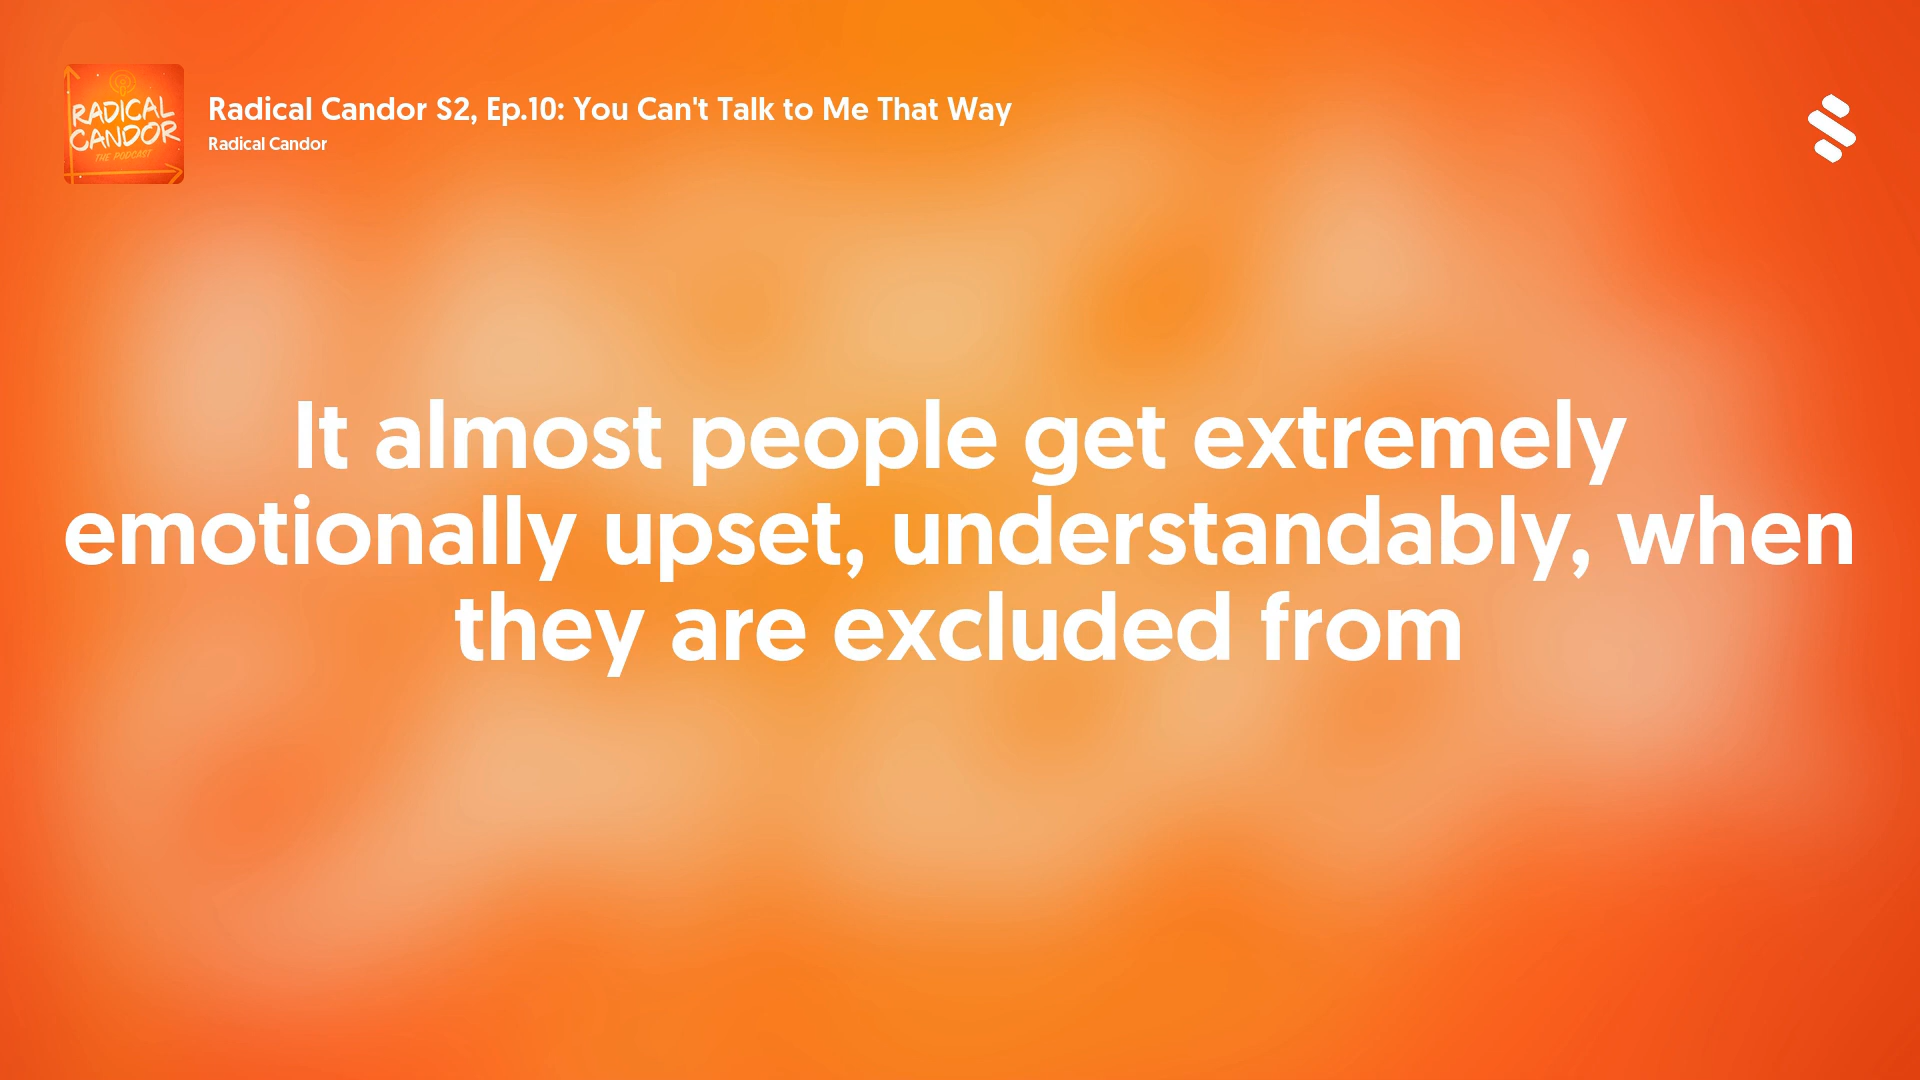 RADICAL
CANDOR
THE PODCAST
Radical Candor S2, Ep.10: You Can't Talk to Me That Way
Radical Candor
It almost people get extremely
emotionally upset, understandably, when
they are excluded from